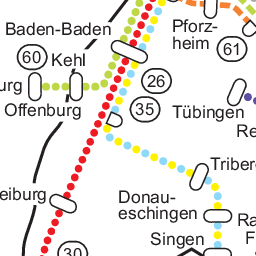 Baden-Baden
Pforz-
heim
60
Kehl
61
26
urg
35
Offenburg
Tübingen
Re
Triber
eiburg
Donau-
eschingen
Ra
Singen
F
30